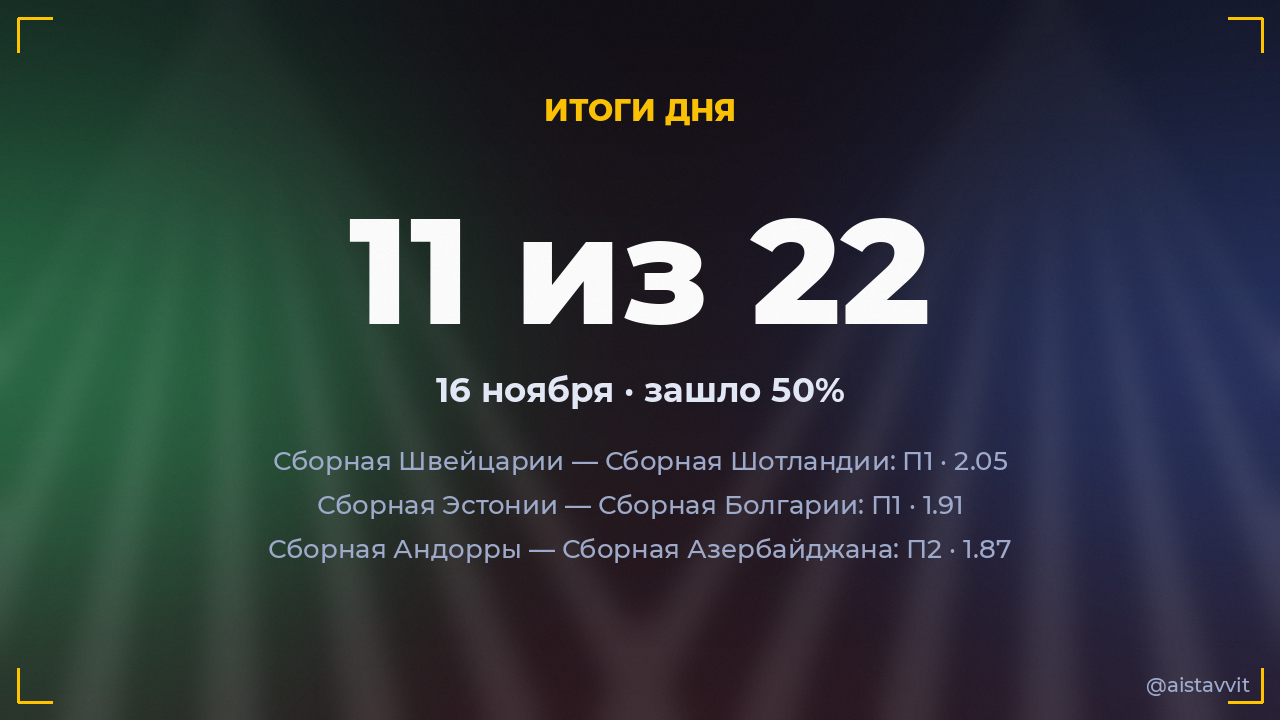 ИТОГИ ДНЯ
11 из 22
16 ноября · зашло 50%
Сборная Швейцарии — Сборная Шотландии: П1 · 2.05
Сборная Эстонии — Сборная Болгарии: П1 · 1.91
Сборная Андорры — Сборная Азербайджана: П2 · 1.87
@aistavvit